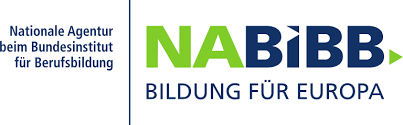 Nationale Agentur
beim Bundesinstitut
für Berufsbildung
NABiBB
BILDUNG FÜR EUROPA